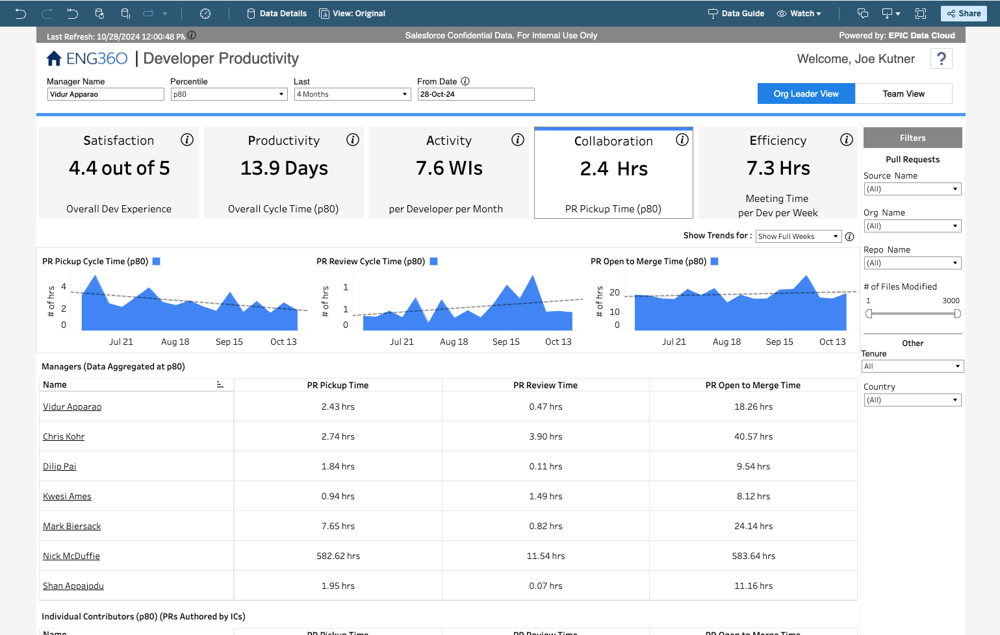 Data Details
View: Original
Data Guide
Watch
Share
Last Refresh: 10/28/2024 12:00:48 PM
Salesforce Confidential Data. For Internal Use Only
Powered by: EPIC Data Cloud
ENG360 | Developer Productivity
Welcome, Joe Kutner
?
Manager Name
Percentile
Last
From Date
Vidur Apparao
p80
4 Months
28-Oct-24
Org Leader View
Team View
Satisfaction
4.4 out of 5
Overall Dev Experience
Productivity
13.9 Days
Overall Cycle Time (p80)
Activity
7.6 WIs
per Developer per Month
Collaboration
2.4 Hrs
PR Pickup Time (p80)
Efficiency
7.3 Hrs
Meeting Time
per Dev per Week
Show Trends for :
Show Full Weeks
PR Pickup Cycle Time (p80)
# of hrs
4
2
0
Jul 21
Aug 18
Sep 15
Oct 13
PR Review Cycle Time (p80)
# of hrs
1
1
0
Jul 21
Aug 18
Sep 15
Oct 13
PR Open to Merge Time (p80)
# of hrs
20
10
0
Jul 21
Aug 18
Sep 15
Oct 13
Managers (Data Aggregated at p80)
Name PR Pickup Time PR Review Time PR Open to Merge Time
Vidur Apparao 2.43 hrs 0.47 hrs 18.26 hrs
Chris Kohr 2.74 hrs 3.90 hrs 40.57 hrs
Dilip Pai 1.84 hrs 0.11 hrs 9.54 hrs
Kwesi Ames 0.94 hrs 1.49 hrs 8.12 hrs
Mark Biersack 7.65 hrs 0.82 hrs 24.14 hrs
Nick McDuffie 582.62 hrs 11.54 hrs 583.64 hrs
Shan Appajodu 1.95 hrs 0.07 hrs 11.16 hrs
Individual Contributors (p80) (PRs Authored by ICs)
Name PR Pickup Time PR Review Time PR Open to Merge Time
Filters
Pull Requests
Source Name
(All)
Org Name
(All)
Repo Name
(All)
# of Files Modified
1
3000
Other
Tenure
All
Country
(All)